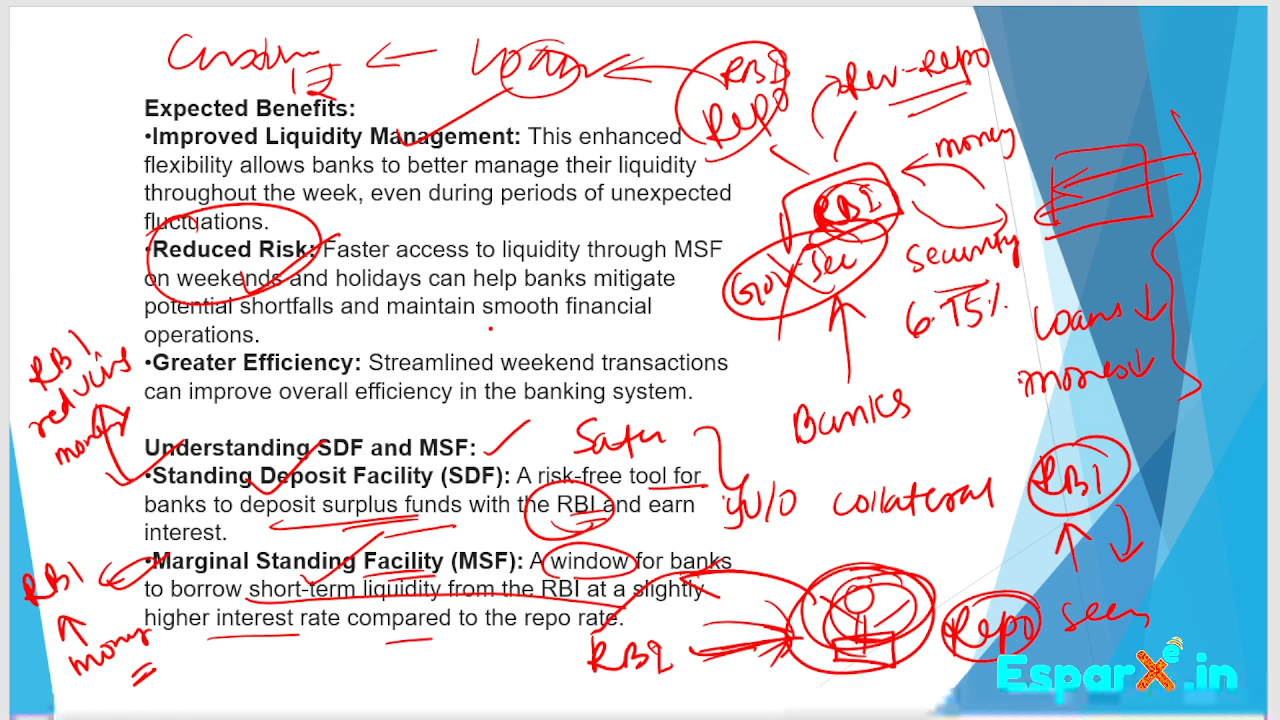 Custom ← Loan ← RBI
12
Repo
Rev-Repo
Expected Benefits:
•Improved Liquidity Management: This enhanced
flexibility allows banks to better manage their liquidity
throughout the week, even during periods of unexpected
fluctuations.
•Reduced Risk: Faster access to liquidity through MSF
on weekends and holidays can help banks mitigate
potential shortfalls and maintain smooth financial
operations.
•Greater Efficiency: Streamlined weekend transactions
can improve overall efficiency in the banking system.
money
RBI
Gov Sec
Security
6.75%
Loans ↓
money ↓
Banks
RBI
reducing
money
Understanding SDF and MSF:
•Standing Deposit Facility (SDF): A risk-free tool for
banks to deposit surplus funds with the RBI and earn
interest.
•Marginal Standing Facility (MSF): A window for banks
to borrow short-term liquidity from the RBI at a slightly
higher interest rate compared to the repo rate.
Safer
W/O Collateral
RBI
RBI
↑
money
RBI
Repo
EsparXe.in